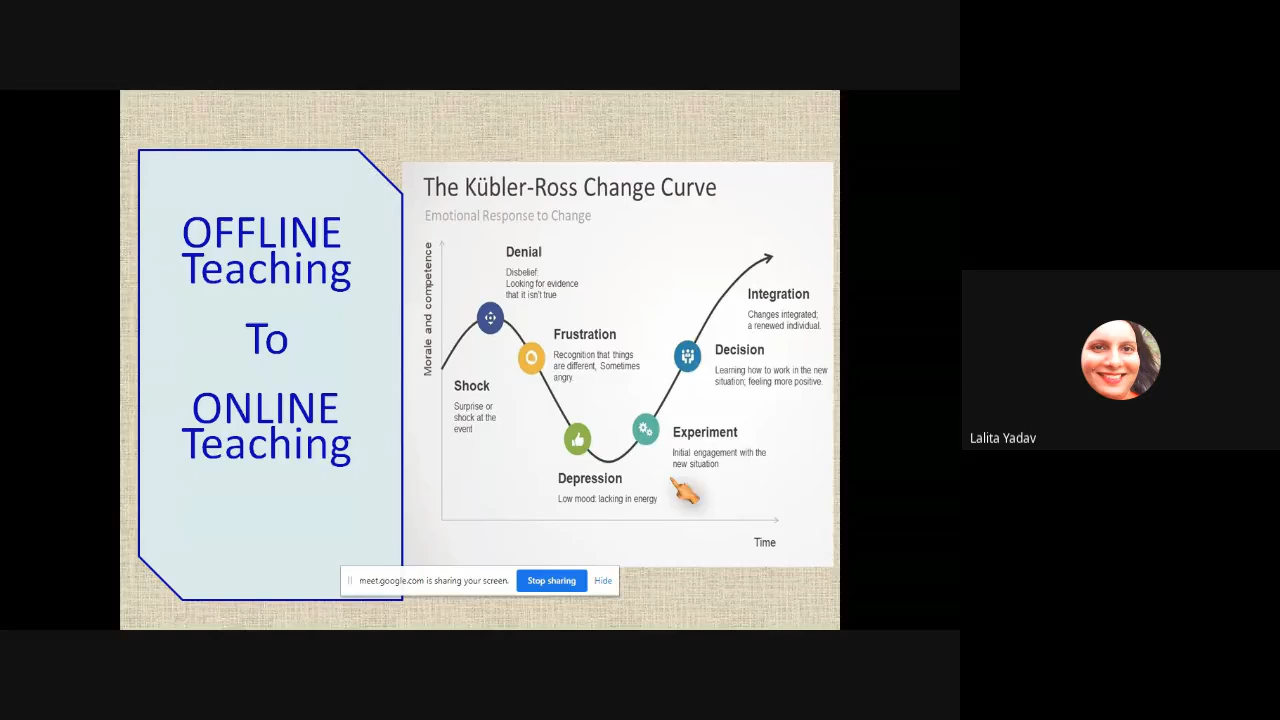 OFFLINE
Teaching
To
ONLINE
Teaching
The Kübler-Ross Change Curve
Emotional Response to Change
Morale and competence
Denial
Disbelief:
Looking for evidence
that it isn't true
Frustration
Recognition that things
are different, Sometimes
angry.
Shock
Surprise or
shock at the
event
Depression
Low mood: lacking in energy
Experiment
Initial engagement with the
new situation
Decision
Learning how to work in the new
situation; feeling more positive.
Integration
Changes integrated;
a renewed individual.
Time
meet.google.com is sharing your screen.
Stop sharing
Hide
Lalita Yadav